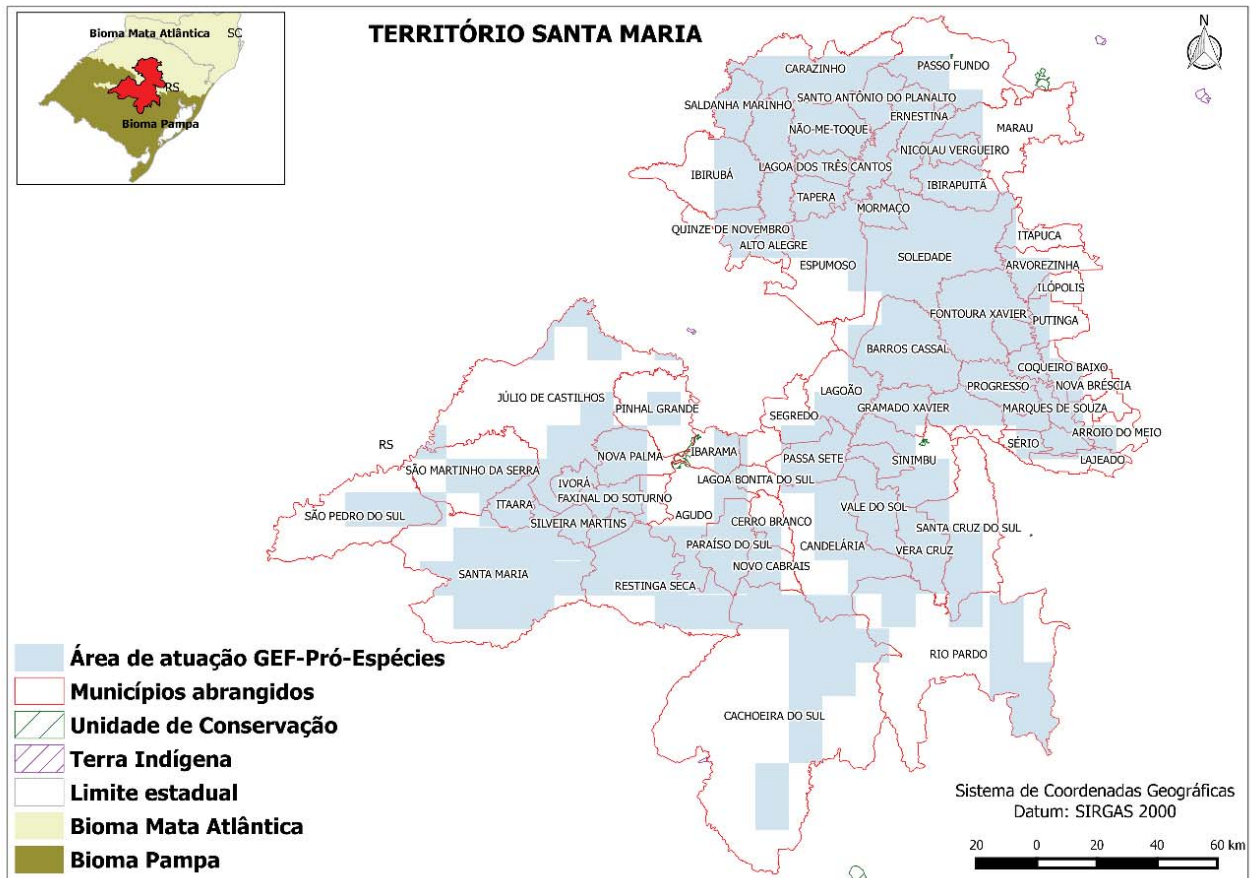 TERRITÓRIO SANTA MARIA
Bioma Mata Atlântica
SC
RS
Bioma Pampa
N
CARAZINHO
PASSO FUNDO
SALDANHA MARINHO
SANTO ANTÔNIO DO PLANALTO
ERNESTINA
NÃO-ME-TOQUE
MARAU
NICOLAU VERGUEIRO
IBIRUBÁ
LAGOA DOS TRÊS CANTOS
IBIRAPUITÃ
TAPERA
MORMAÇO
QUINZE DE NOVEMBRO
ALTO ALEGRE
ITAPUCA
ESPUMOSO
SOLEDADE
ARVOREZINHA
ILÓPOLIS
FONTOURA XAVIER
PUTINGA
BARROS CASSAL
COQUEIRO BAIXO
PROGRESSO
NOVA BRÉSCIA
LAGOÃO
JÚLIO DE CASTILHOS
PINHAL GRANDE
SEGREDO
GRAMADO XAVIER
MARQUES DE SOUZA
ARROIO DO MEIO
RS
SÉRIO
LAJEADO
NOVA PALMA
IBARAMA
PASSA SETE
SINIMBU
SÃO MARTINHO DA SERRA
IVORÁ
LAGOA BONITA DO SUL
FAXINAL DO SOTURNO
ITAARA
VALE DO SOL
SÃO PEDRO DO SUL
SILVEIRA MARTINS
AGUDO
CERRO BRANCO
SANTA CRUZ DO SUL
PARAÍSO DO SUL
CANDELÁRIA
VERA CRUZ
NOVO CABRAIS
SANTA MARIA
RESTINGA SECA
RIO PARDO
CACHOEIRA DO SUL
Área de atuação GEF-Pró-Espécies
Municípios abrangidos
Unidade de Conservação
Terra Indígena
Limite estadual
Bioma Mata Atlântica
Bioma Pampa
Sistema de Coordenadas Geográficas
Datum: SIRGAS 2000
20 0 20 40 60 km